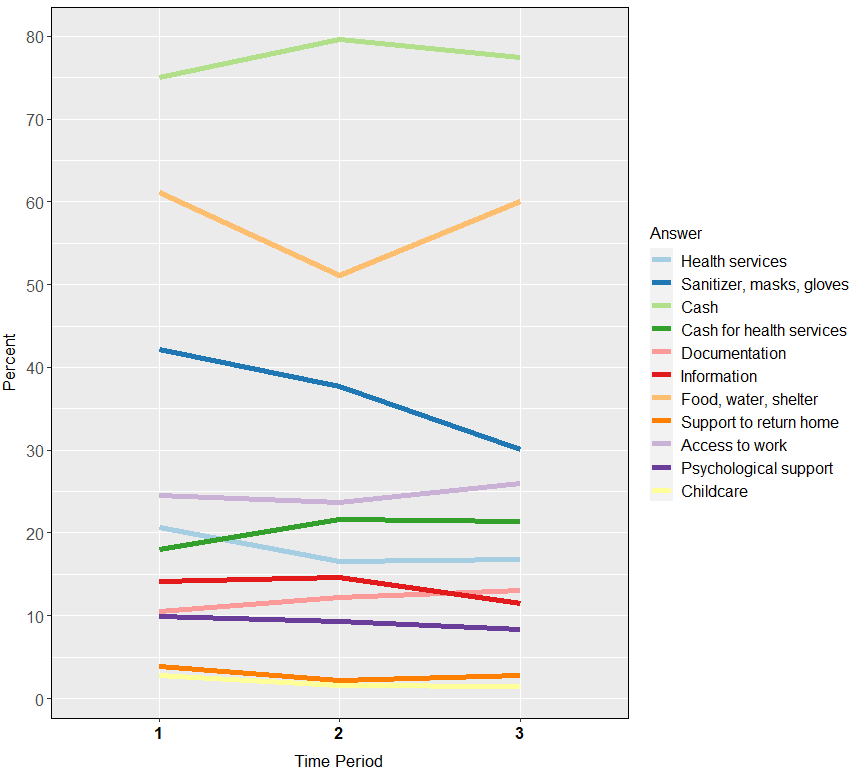 80
70
60
50
40
30
20
10
0
Percent
1 2 3
Time Period
Answer
Health services
Sanitizer, masks, gloves
Cash
Cash for health services
Documentation
Information
Food, water, shelter
Support to return home
Access to work
Psychological support
Childcare